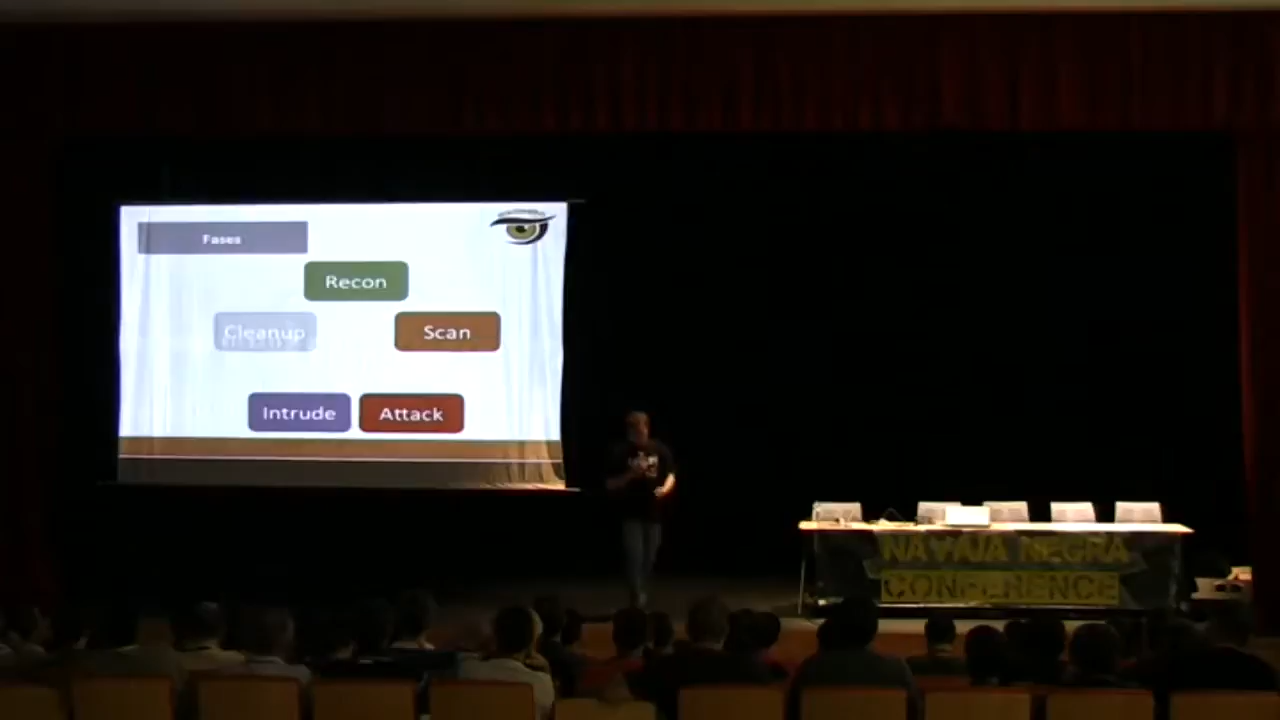 Fases
Recon
Cleanup
Scan
Intrude
Attack
NAVAJA NEGRA
CONFERENCE